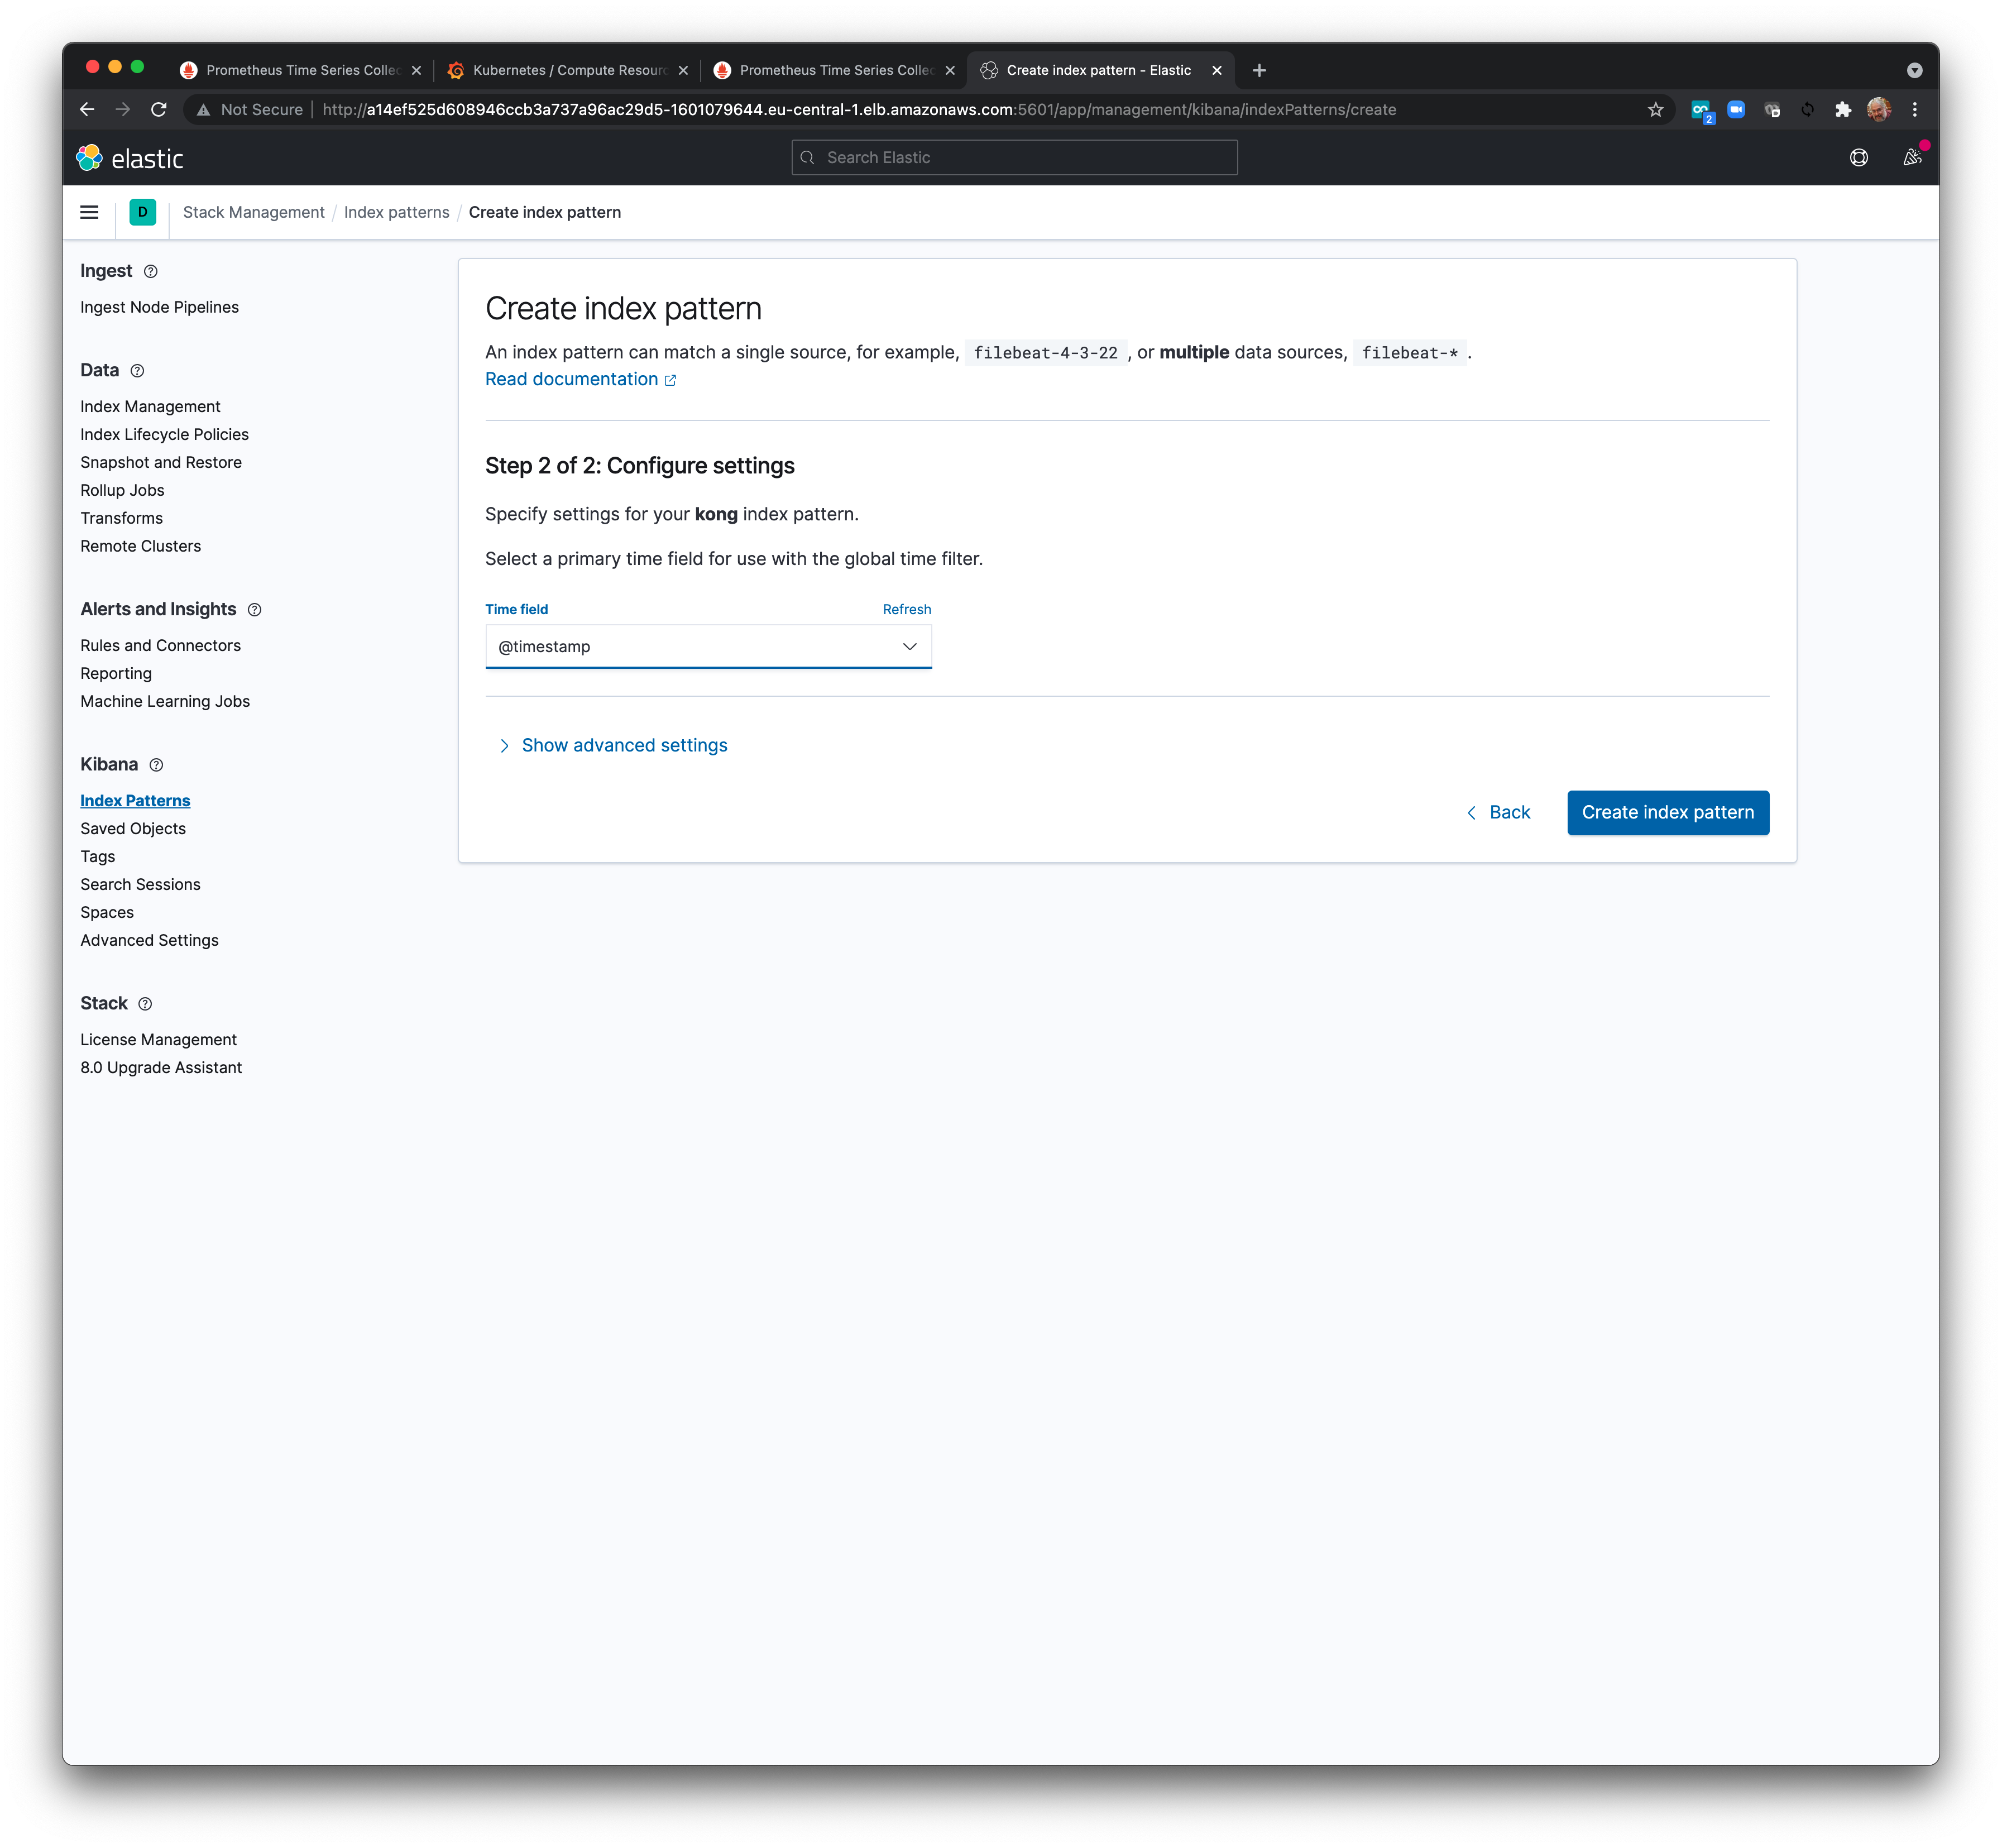 Prometheus Time Series Collec
Kubernetes / Compute Resourc
Prometheus Time Series Collec
Create index pattern - Elastic
Not Secure
http://a14ef525d608946ccb3a737a96ac29d5-1601079644.eu-central-1.elb.amazonaws.com:5601/app/management/kibana/indexPatterns/create
2
elastic
Search Elastic
D
Stack Management / Index patterns / Create index pattern
Ingest
Ingest Node Pipelines
Data
Index Management
Index Lifecycle Policies
Snapshot and Restore
Rollup Jobs
Transforms
Remote Clusters
Alerts and Insights
Rules and Connectors
Reporting
Machine Learning Jobs
Kibana
Index Patterns
Saved Objects
Tags
Search Sessions
Spaces
Advanced Settings
Stack
License Management
8.0 Upgrade Assistant
Create index pattern
An index pattern can match a single source, for example, filebeat-4-3-22 , or multiple data sources, filebeat-* .
Read documentation
Step 2 of 2: Configure settings
Specify settings for your kong index pattern.
Select a primary time field for use with the global time filter.
Time field
Refresh
@timestamp
Show advanced settings
Back
Create index pattern